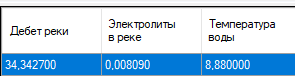 Дебет реки
Электролиты в реке
Температура воды
34,342700 0,008090 8,880000